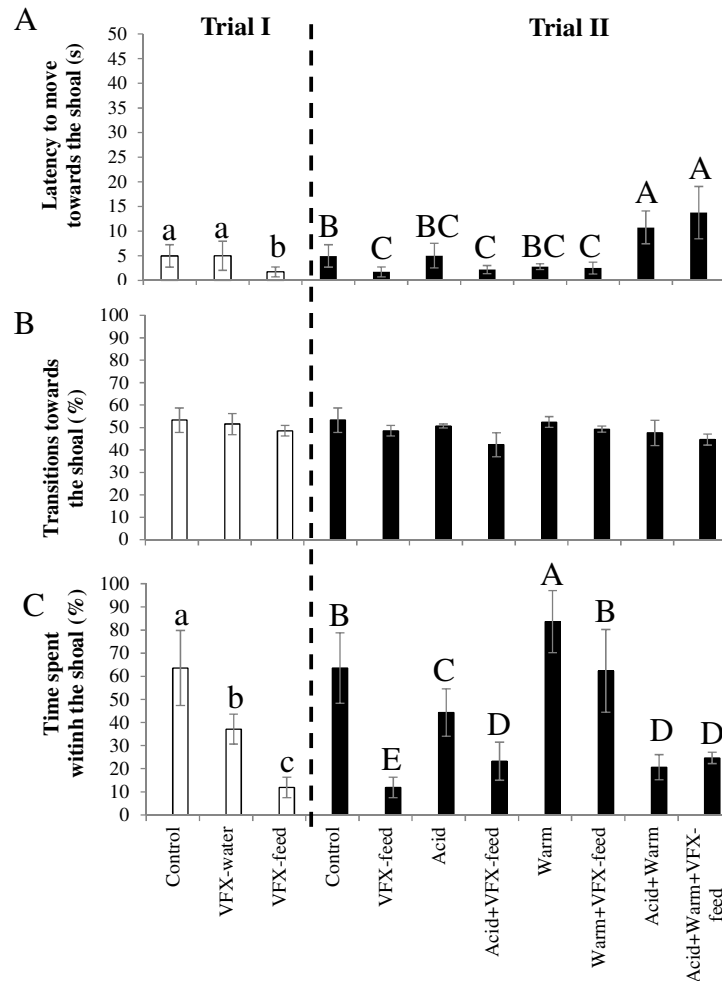 A
Trial I
Trial II
Latency to move
towards the shoal (s)
50
45
40
35
30
25
20
15
10
5
0
a
a
b
B
C
BC
C
BC
C
A
A
B
Transitions towards
the shoal (%)
100
90
80
70
60
50
40
30
20
10
0
C
Time spent
witinh the shoal (%)
100
90
80
70
60
50
40
30
20
10
0
a
b
c
B
E
C
D
A
B
D
D
Control
VFX-water
VFX-feed
Control
VFX-feed
Acid
Acid+VFX-feed
Warm
Warm+VFX-feed
Acid+Warm
Acid+Warm+VFX-
feed